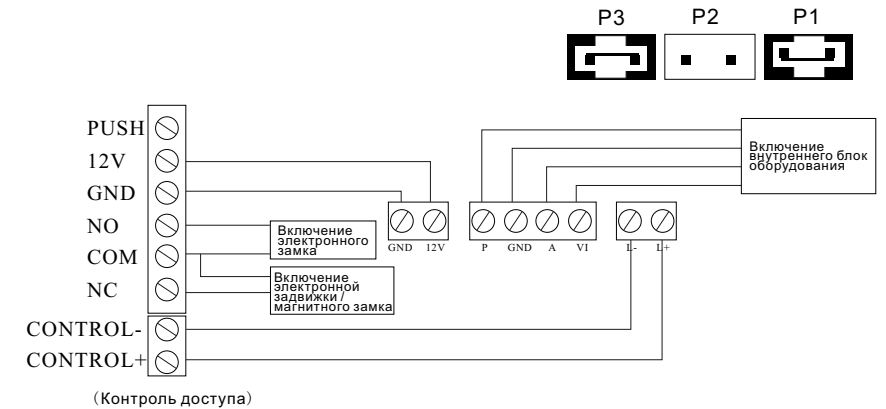 P3 P2 P1
PUSH
12V
GND
NO
COM
NC
CONTROL-
CONTROL+
(Контроль доступа)
Включение
электронного
замка
Включение
электронной
задвижки /
магнитного замка
GND 12V
P GND A VI
L- L+
Включение
внутреннего блок
оборудования